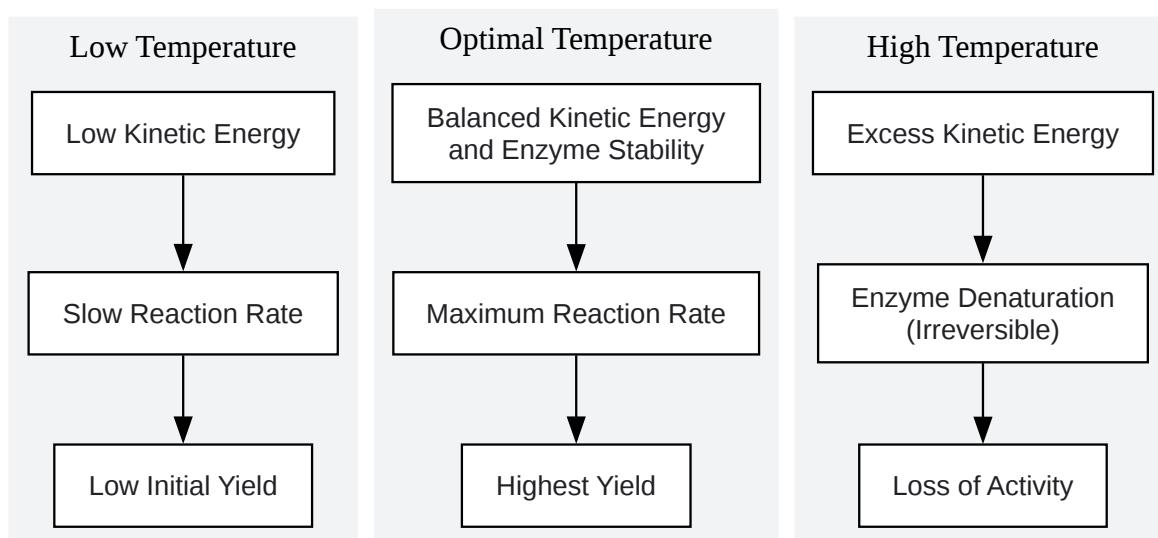 Low Temperature
Low Kinetic Energy
Slow Reaction Rate
Low Initial Yield
Optimal Temperature
Balanced Kinetic Energy
and Enzyme Stability
Maximum Reaction Rate
Highest Yield
High Temperature
Excess Kinetic Energy
Enzyme Denaturation
(Irreversible)
Loss of Activity